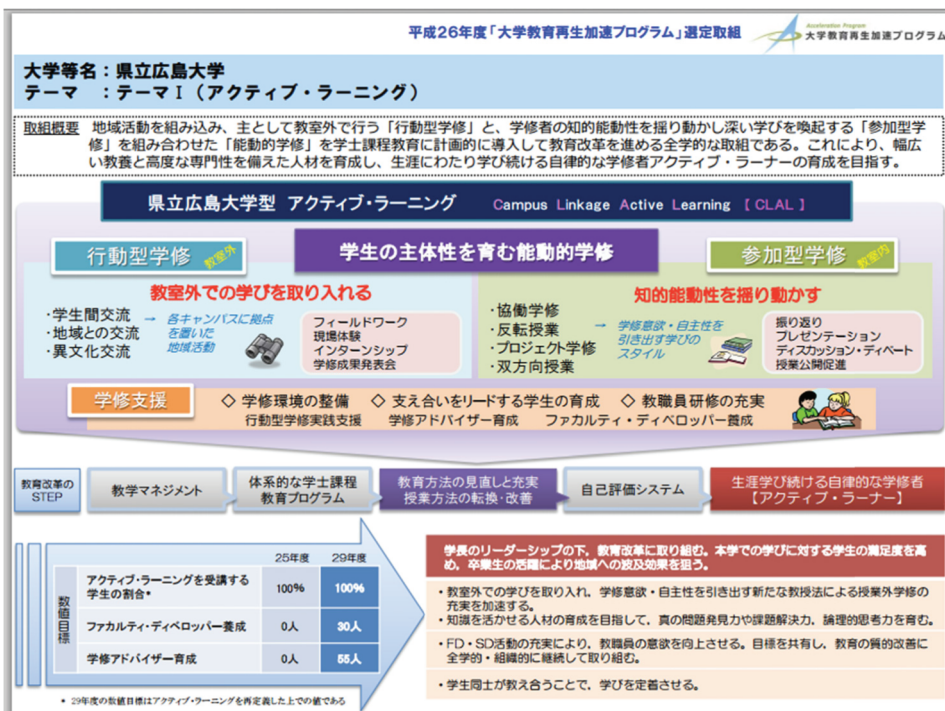 平成26年度「大学教育再生加速プログラム」選定取組
Acceleration Program
大学教育再生加速プログラム
大学等名：県立広島大学
テーマ　：テーマⅠ（アクティブ・ラーニング）
取組概要　地域活動を組み込み、主として教室外で行う「行動型学修」と、学修者の知的能動性を揺り動かし深い学びを喚起する「参加型学
修」を組み合わせた「能動的学修」を学士課程教育に計画的に導入して教育改革を進める全学的な取組である。これにより、幅広
い教養と高度な専門性を備えた人材を育成し、生涯にわたり学び続ける自律的な学修者アクティブ・ラーナーの育成を目指す。
県立広島大学型 アクティブ・ラーニング　Campus Linkage Active Learning [ CLAL ]
行動型学修 教室外
学生の主体性を育む能動的学修
参加型学修 教室内
教室外での学びを取り入れる
・学生間交流
・地域との交流
・異文化交流
→ 各キャンパスに拠点
を置いた
地域活動
フィールドワーク
現場体験
インターンシップ
学修成果発表会
知的能動性を揺り動かす
・協働学修
・反転授業
・プロジェクト学修
・双方向授業
→ 学修意欲・自主性を
引き出す学びの
スタイル
振り返り
プレゼンテーション
ディスカッション・ディベート
授業公開促進
学修支援
◇ 学修環境の整備　◇ 支え合いをリードする学生の育成　◇ 教職員研修の充実
行動型学修実践支援　学修アドバイザー育成　ファカルティ・ディベロッパー養成
教育改革の
STEP
教学マネジメント
体系的な学士課程
教育プログラム
教育方法の見直しと充実
授業方法の転換・改善
自己評価システム
生涯学び続ける自律的な学修者
【アクティブ・ラーナー】
数値目標
25年度　29年度
アクティブ・ラーニングを受講する
学生の割合*　100%　100%
ファカルティ・ディベロッパー養成　0人　30人
学修アドバイザー育成　0人　55人
* 29年度の数値目標はアクティブ・ラーニングを再定義した上での値である
学長のリーダーシップの下，教育改革に取り組む。本学での学びに対する学生の満足度を高
め，卒業生の活躍により地域への波及効果を狙う。
・教室外での学びを取り入れ，学修意欲・自主性を引き出す新たな教授法による授業外学修の
充実を加速する。
・知識を活かせる人材の育成を目指して，真の問題発見力や課題解決力，論理的思考力を育む。
・FD・SD活動の充実により，教職員の意欲を向上させる。目標を共有し，教育の質的改善に
全学的・組織的に継続して取り組む。
・学生同士が教え合うことで，学びを定着させる。